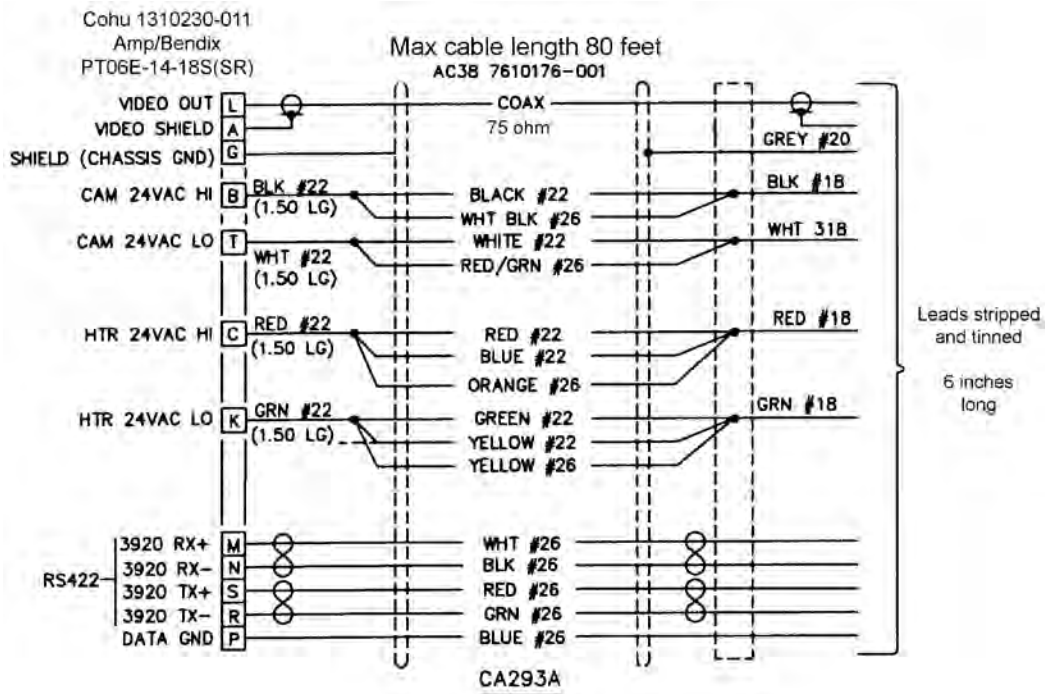 Cohu 1310230-011
Amp/Bendix
PT06E-14-18S(SR)
Max cable length 80 feet
AC38 7610176-001
VIDEO OUT L COAX
VIDEO SHIELD A 75 ohm
SHIELD (CHASSIS GND) G GREY #20
CAM 24VAC HI B BLK #22 BLACK #22 BLK #18
(1.50 LG) WHT BLK #26
CAM 24VAC LO T WHITE #22 WHT 318
WHT #22 RED/GRN #26
(1.50 LG)
HTR 24VAC HI C RED #22 RED #22 RED #18
(1.50 LG) BLUE #22
ORANGE #26
HTR 24VAC LO K GRN #22 GREEN #22 GRN #18
(1.50 LG) YELLOW #22
YELLOW #26
Leads stripped
and tinned
6 inches
long
RS422
3920 RX+ M WHT #26
3920 RX- N BLK #26
3920 TX+ S RED #26
3920 TX- R GRN #26
DATA GND P BLUE #26
CA293A